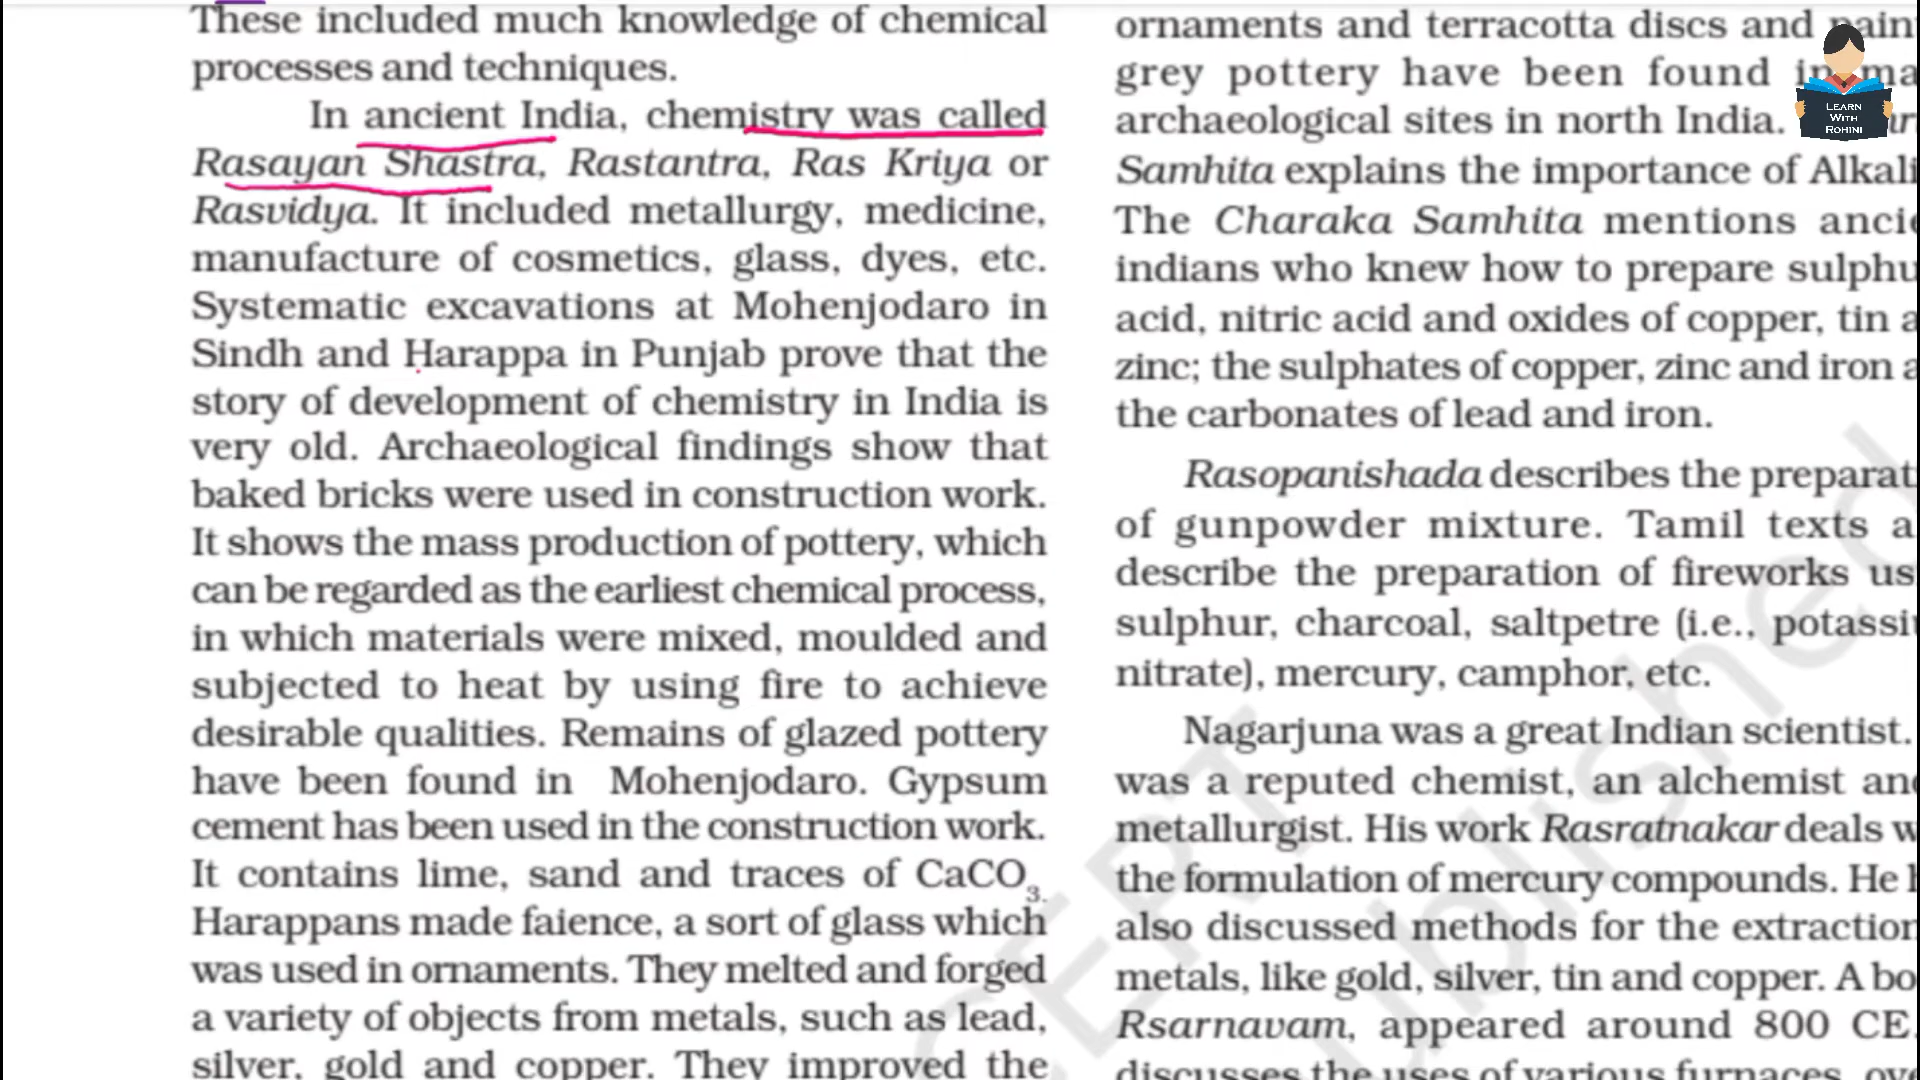 These included much knowledge of chemical
processes and techniques.
In ancient India, chemistry was called
Rasayan Shastra, Rastantra, Ras Kriya or
Rasvidya. It included metallurgy, medicine,
manufacture of cosmetics, glass, dyes, etc.
Systematic excavations at Mohenjodaro in
Sindh and Harappa in Punjab prove that the
story of development of chemistry in India is
very old. Archaeological findings show that
baked bricks were used in construction work.
It shows the mass production of pottery, which
can be regarded as the earliest chemical process,
in which materials were mixed, moulded and
subjected to heat by using fire to achieve
desirable qualities. Remains of glazed pottery
have been found in Mohenjodaro. Gypsum
cement has been used in the construction work.
It contains lime, sand and traces of CaCO3.
Harappans made faience, a sort of glass which
was used in ornaments. They melted and forged
a variety of objects from metals, such as lead,
silver, gold and copper. They improved the
ornaments and terracotta discs and
grey pottery have been found in
archaeological sites in north India.
Samhita explains the importance of
The Charaka Samhita mentions
indians who knew how to prepare
acid, nitric acid and oxides of copper, tin
zinc; the sulphates of copper, zinc and iron
the carbonates of lead and iron.
Rasopanishada describes the
of gunpowder mixture. Tamil texts
describe the preparation of fireworks
sulphur, charcoal, saltpetre (i.e.,
nitrate), mercury, camphor, etc.
Nagarjuna was a great Indian scientist.
was a reputed chemist, an alchemist
metallurgist. His work Rasratnakar deals
the formulation of mercury compounds. He
also discussed methods for the
metals, like gold, silver, tin and copper. A
Rsarnavam, appeared around 800 CE.
discusses the uses of various furnaces,
LEARN
With
ROHINI
CERT